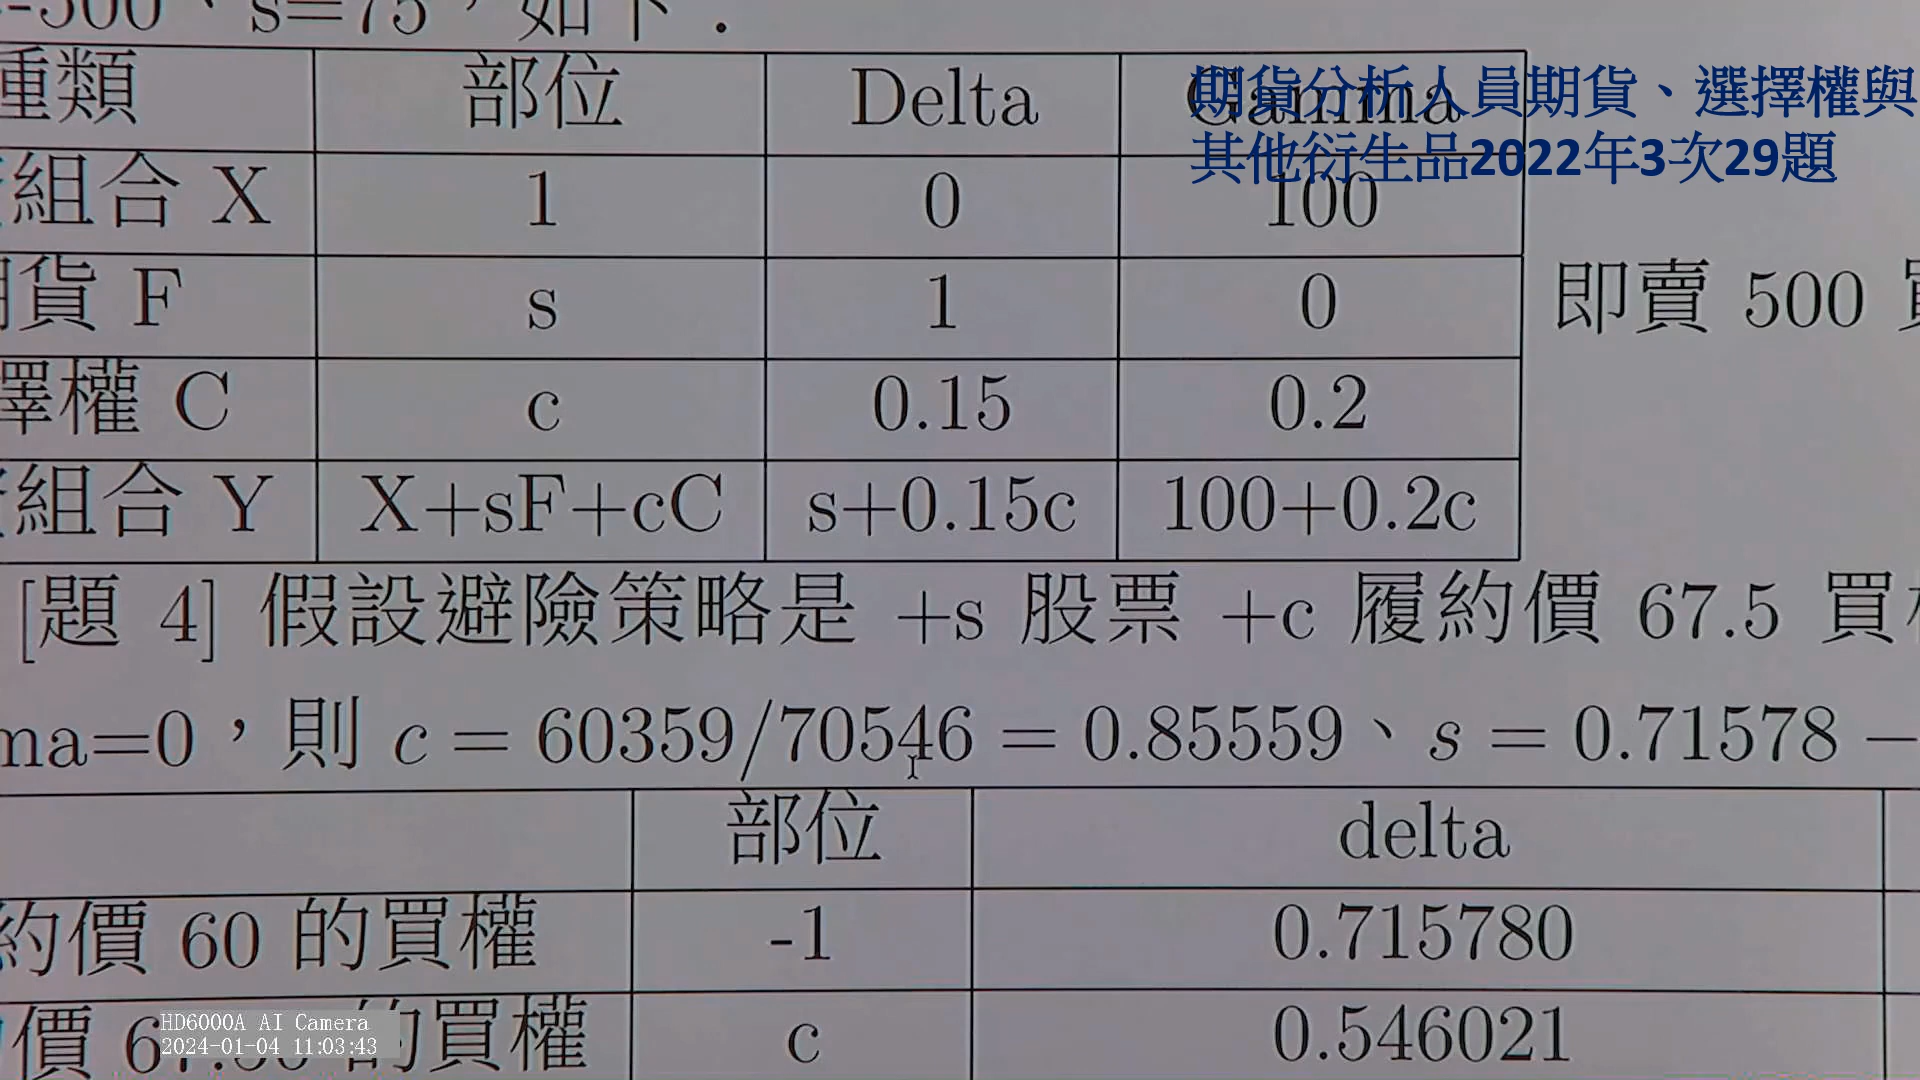 -500、s=75，如下．
種類 部位 Delta Gamma
組合 X 1 0 100
期貨 F s 1 0 即賣 500 買
擇權 C c 0.15 0.2
組合 Y X+sF+cC s+0.15c 100+0.2c
期貨分析人員期貨、選擇權與
其他衍生品2022年3次29題
[題 4] 假設避險策略是 +s 股票 +c 履約價 67.5 買
ma=0，則 c = 60359/70546 = 0.85559、s = 0.71578 −
部位 delta
約價 60 的買權 -1 0.715780
價 67.50 的買權 c 0.546021
HD6000A AI Camera
2024-01-04 11:03:43